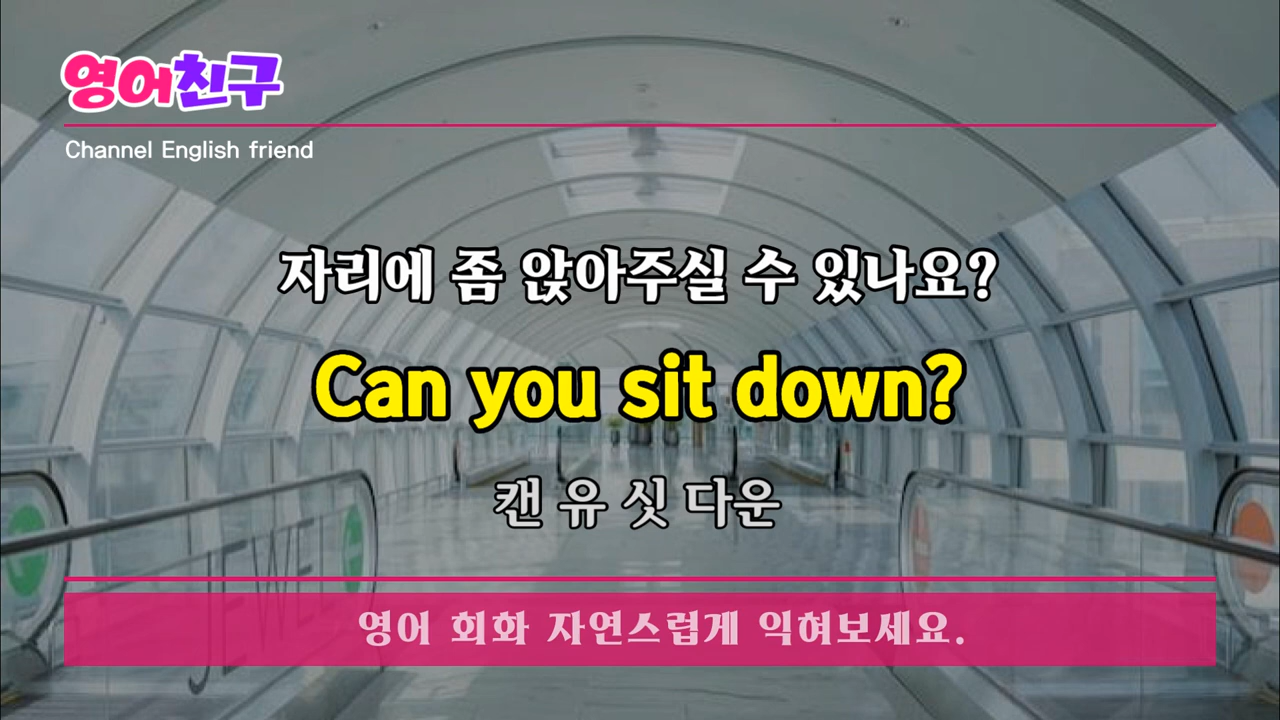 영어친구
Channel English friend
자리에 좀 앉아주실 수 있나요?
Can you sit down?
캔 유 싯 다운
JEWE
영어 회화 자연스럽게 익혀보세요.